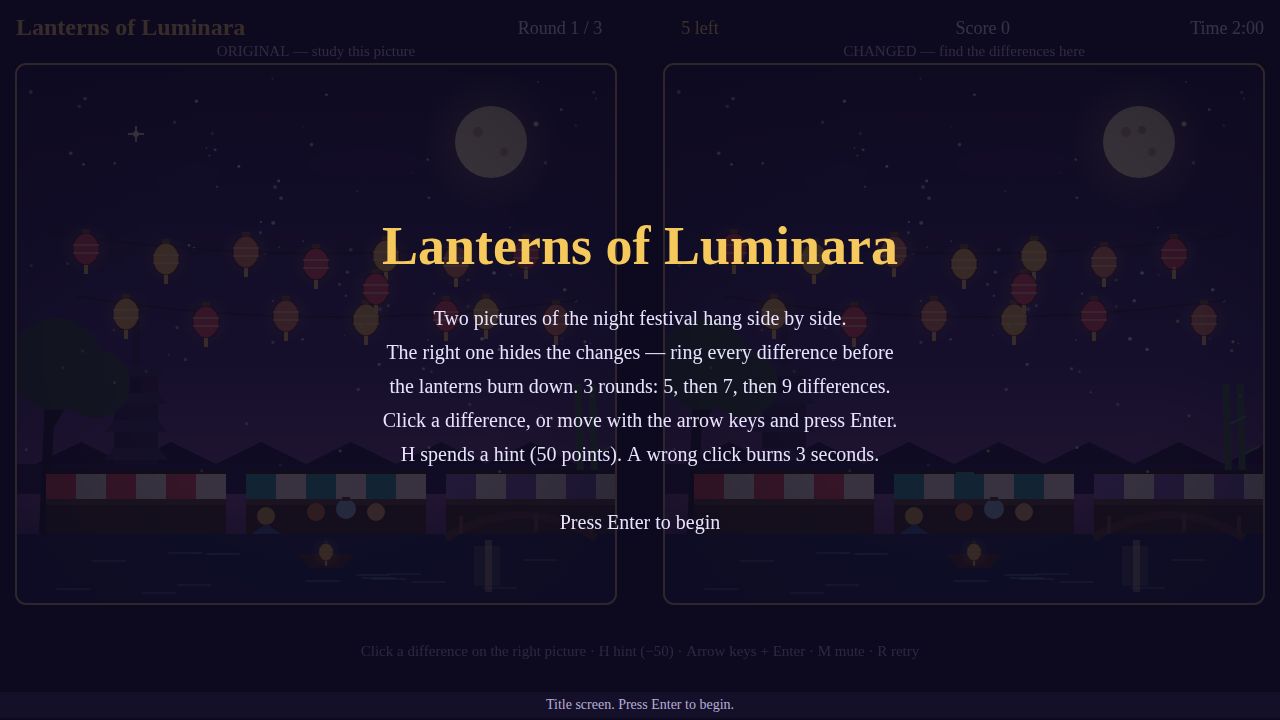 Lanterns of Luminara
Round 1 / 3
5 left
Score 0
Time 2:00
ORIGINAL — study this picture
CHANGED — find the differences here
Lanterns of Luminara
Two pictures of the night festival hang side by side.
The right one hides the changes — ring every difference before
the lanterns burn down. 3 rounds: 5, then 7, then 9 differences.
Click a difference, or move with the arrow keys and press Enter.
H spends a hint (50 points). A wrong click burns 3 seconds.
Press Enter to begin
Click a difference on the right picture · H hint (−50) · Arrow keys + Enter · M mute · R retry
Title screen. Press Enter to begin.